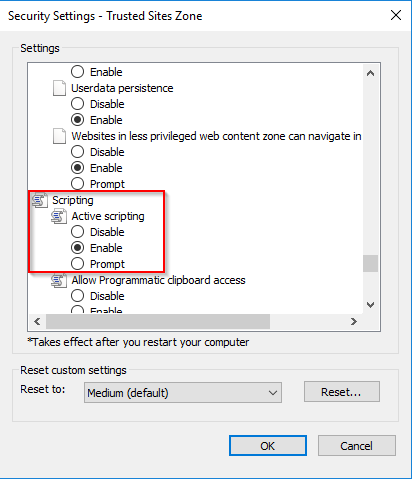 Security Settings - Trusted Sites Zone
Settings
Enable
Userdata persistence
Disable
Enable
Websites in less privileged web content zone can navigate in
Disable
Enable
Prompt
Scripting
Active scripting
Disable
Enable
Prompt
Allow Programmatic clipboard access
Disable
Enable
*Takes effect after you restart your computer
Reset custom settings
Reset to:
Medium (default)
Reset...
OK
Cancel